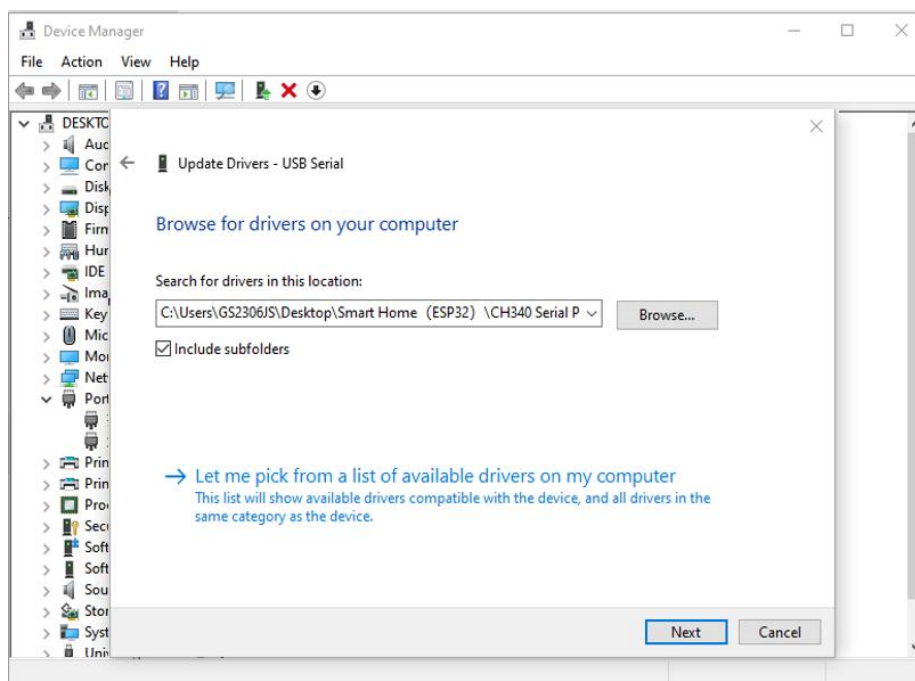 Device Manager
File Action View Help
DESKTC
Auc
Cor
Disk
Disp
Firm
Hur
IDE
Ima
Key
Mic
Moi
Net
Port
Prin
Prin
Pro
Secu
Soft
Soft
Sou
Stor
Syst
Univ
Update Drivers - USB Serial
Browse for drivers on your computer
Search for drivers in this location:
C:\Users\GS2306JS\Desktop\Smart Home（ESP32）\CH340 Serial P
Browse...
Include subfolders
Let me pick from a list of available drivers on my computer
This list will show available drivers compatible with the device, and all drivers in the
same category as the device.
Next Cancel